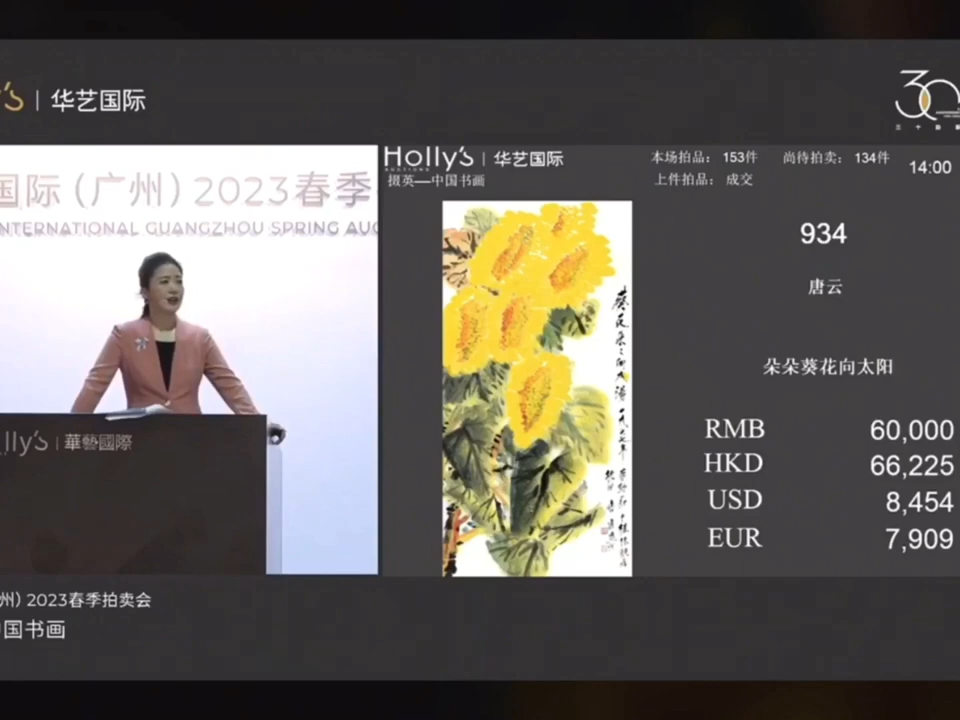 's | 华艺国际
30
国际（广州）2023春季
INTERNATIONAL GUANGZHOU SPRING AUC
lly's | 華藝國際
Holly's | 华艺国际
AUCTIONS
撷英—中国书画
本场拍品： 153件 尚待拍卖： 134件
上件拍品： 成交
14:00
934
唐云
朵朵葵花向太阳
RMB 60,000
HKD 66,225
USD 8,454
EUR 7,909
州）2023春季拍卖会
中国书画